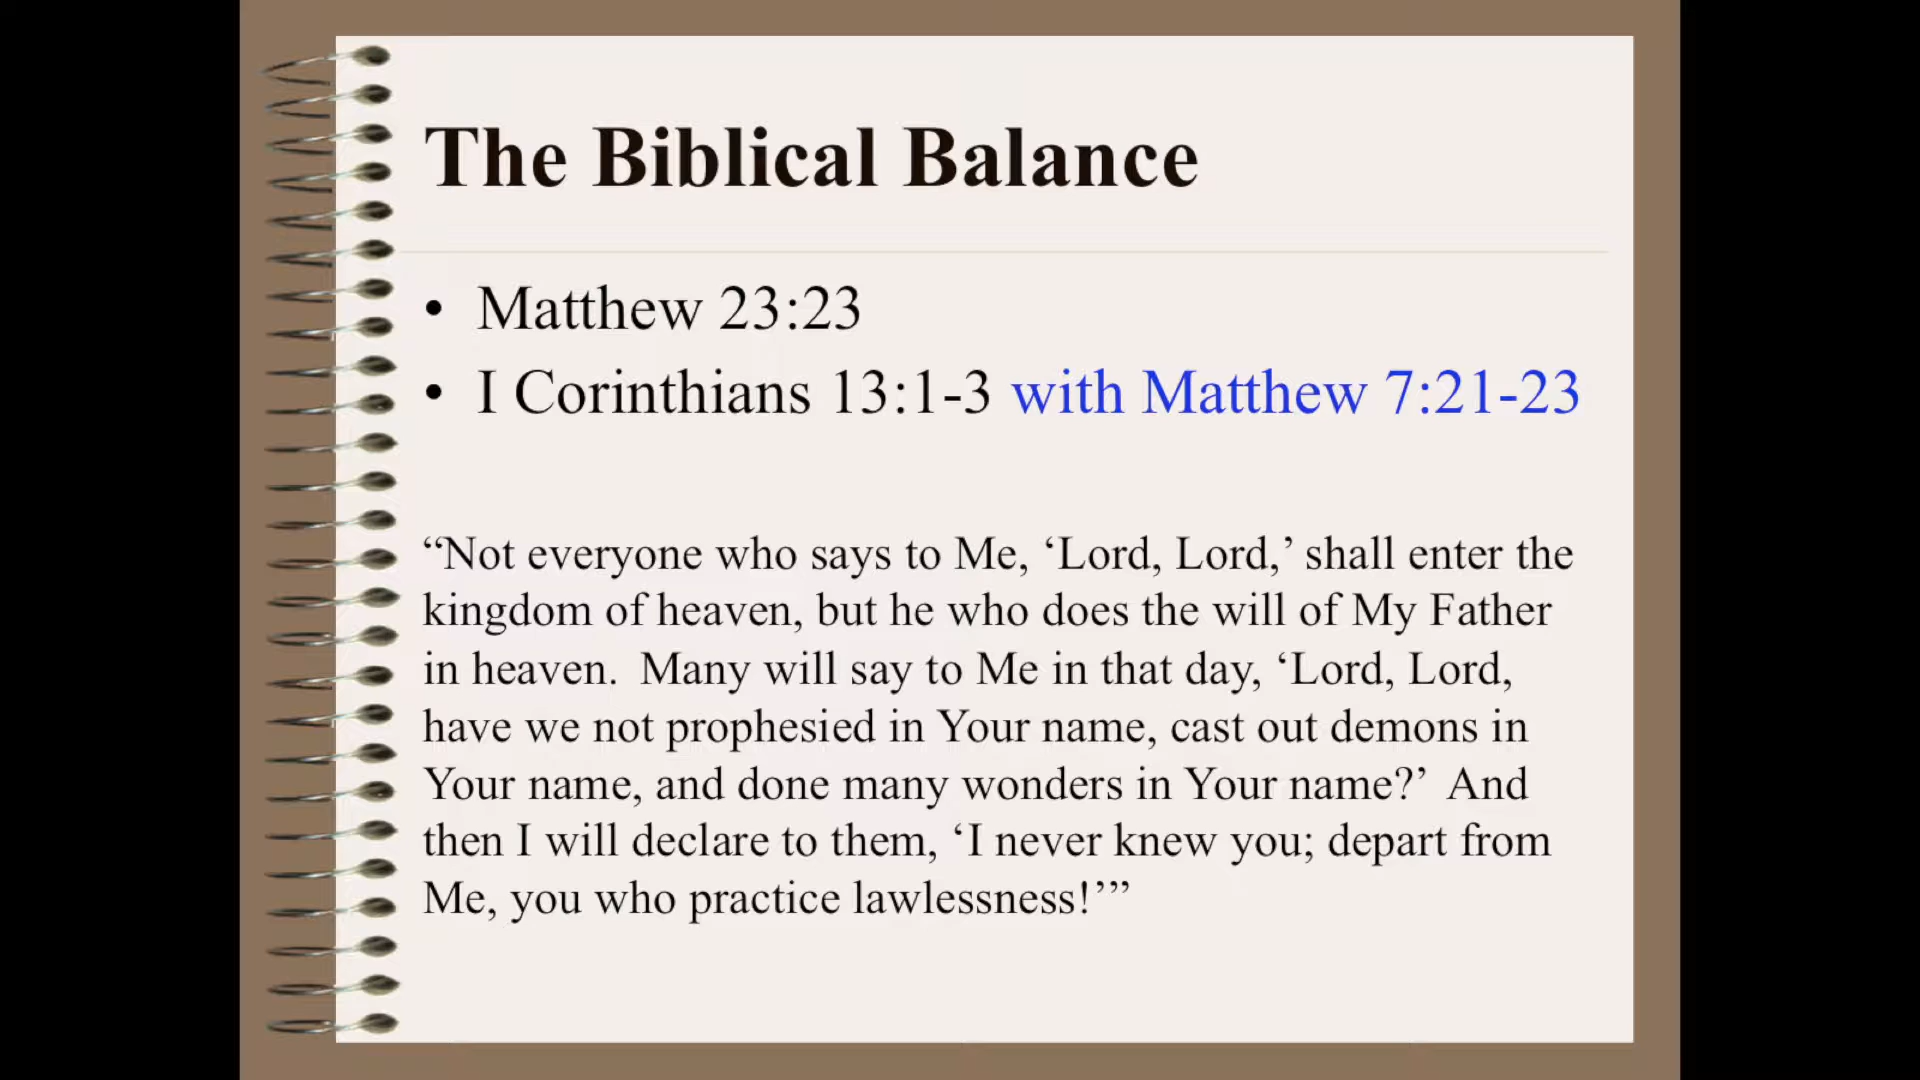 The Biblical Balance
• Matthew 23:23
• I Corinthians 13:1-3 with Matthew 7:21-23
“Not everyone who says to Me, ‘Lord, Lord,’ shall enter the
kingdom of heaven, but he who does the will of My Father
in heaven.  Many will say to Me in that day, ‘Lord, Lord,
have we not prophesied in Your name, cast out demons in
Your name, and done many wonders in Your name?’  And
then I will declare to them, ‘I never knew you; depart from
Me, you who practice lawlessness!’”